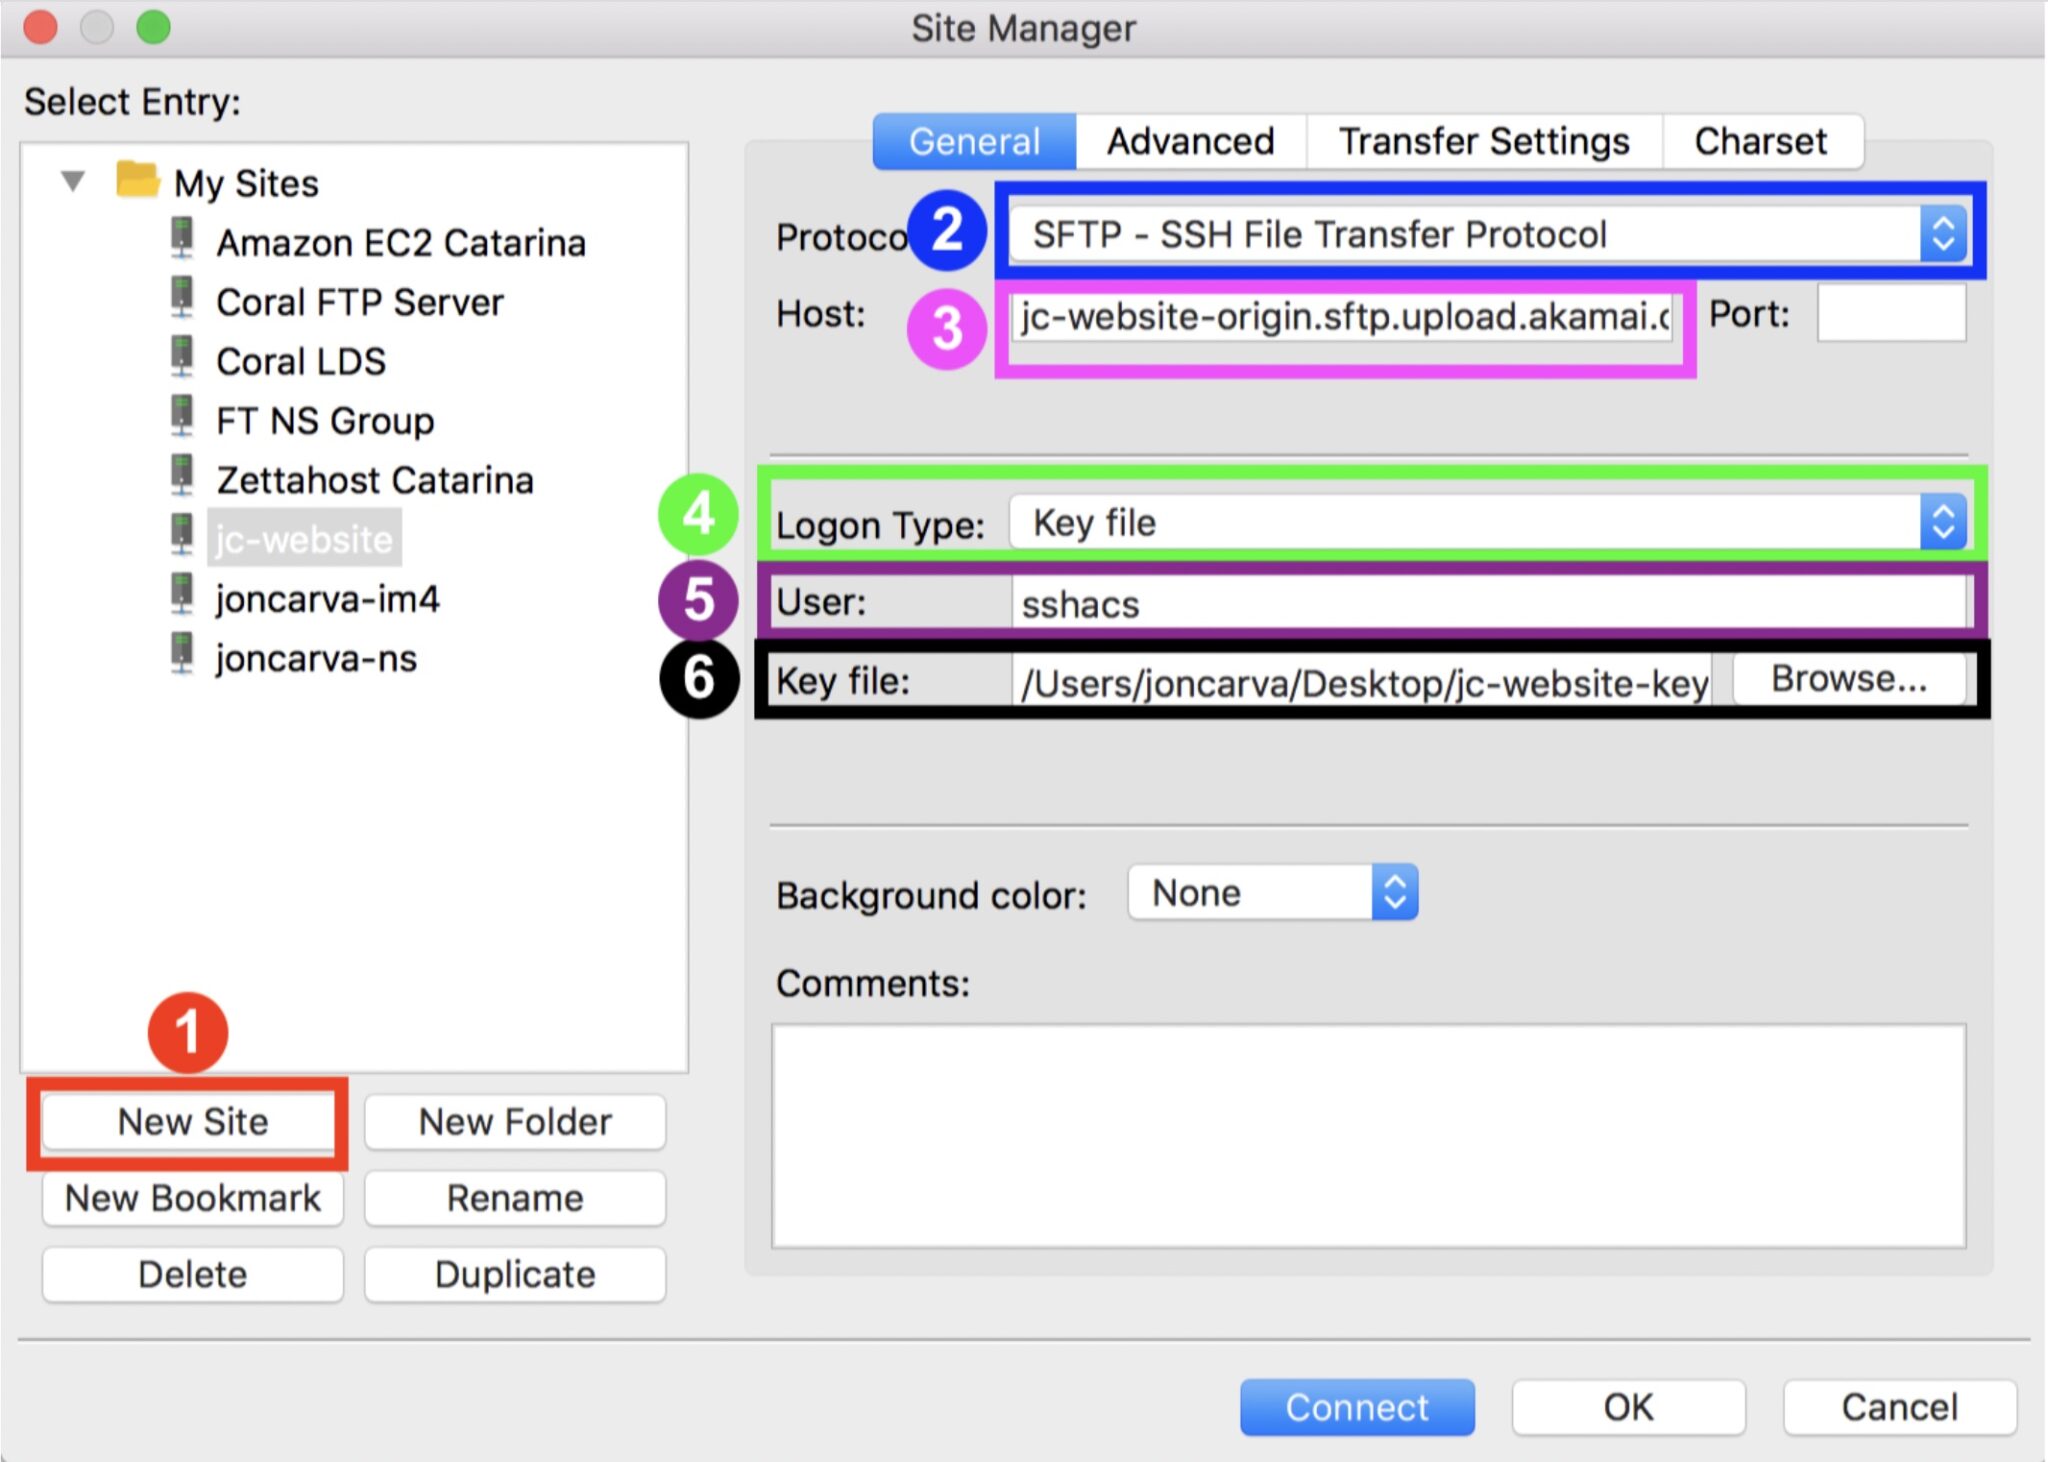 Site Manager
Select Entry:
My Sites
Amazon EC2 Catarina
Coral FTP Server
Coral LDS
FT NS Group
Zettahost Catarina
jc-website
joncarva-im4
joncarva-ns
1
New Site
New Folder
New Bookmark
Rename
Delete
Duplicate
General
Advanced
Transfer Settings
Charset
Protoco
2
SFTP - SSH File Transfer Protocol
Host:
3
jc-website-origin.sftp.upload.akamai.c
Port:
4
Logon Type:
Key file
5
User:
sshacs
6
Key file:
/Users/joncarva/Desktop/jc-website-key
Browse...
Background color:
None
Comments:
Connect
OK
Cancel